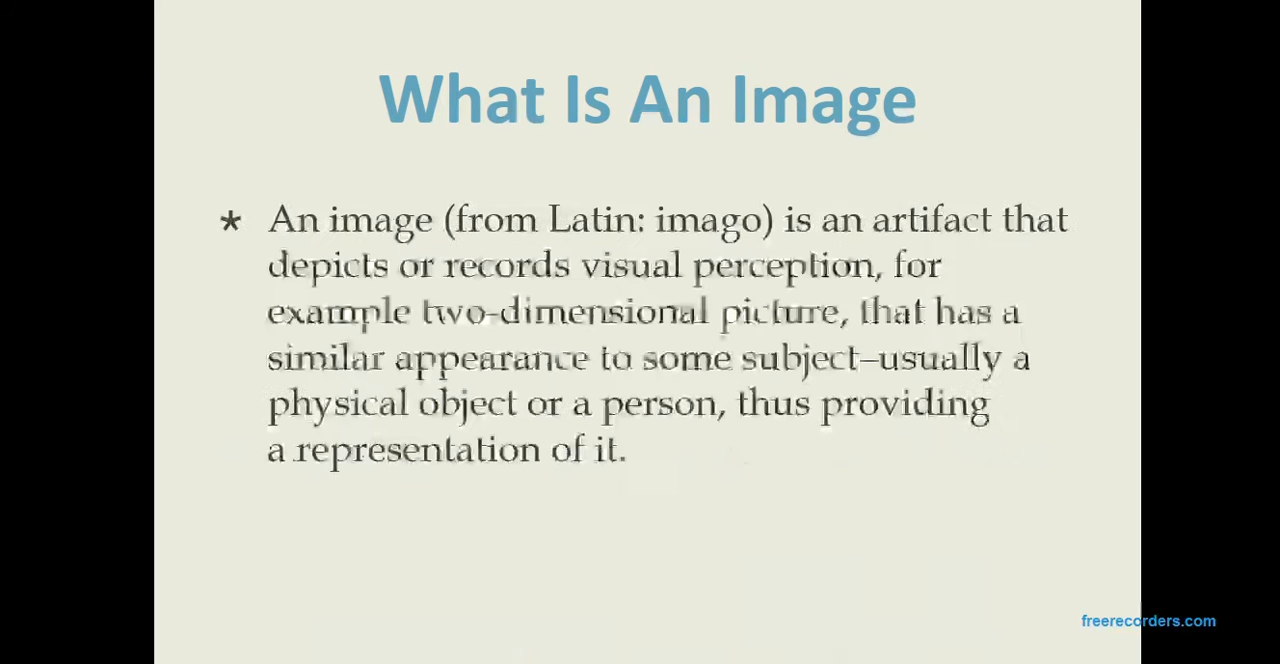 What Is An Image
* An image (from Latin: imago) is an artifact that
depicts or records visual perception, for
example two-dimensional picture, that has a
similar appearance to some subject–usually a
physical object or a person, thus providing
a representation of it.
freerecorders.com